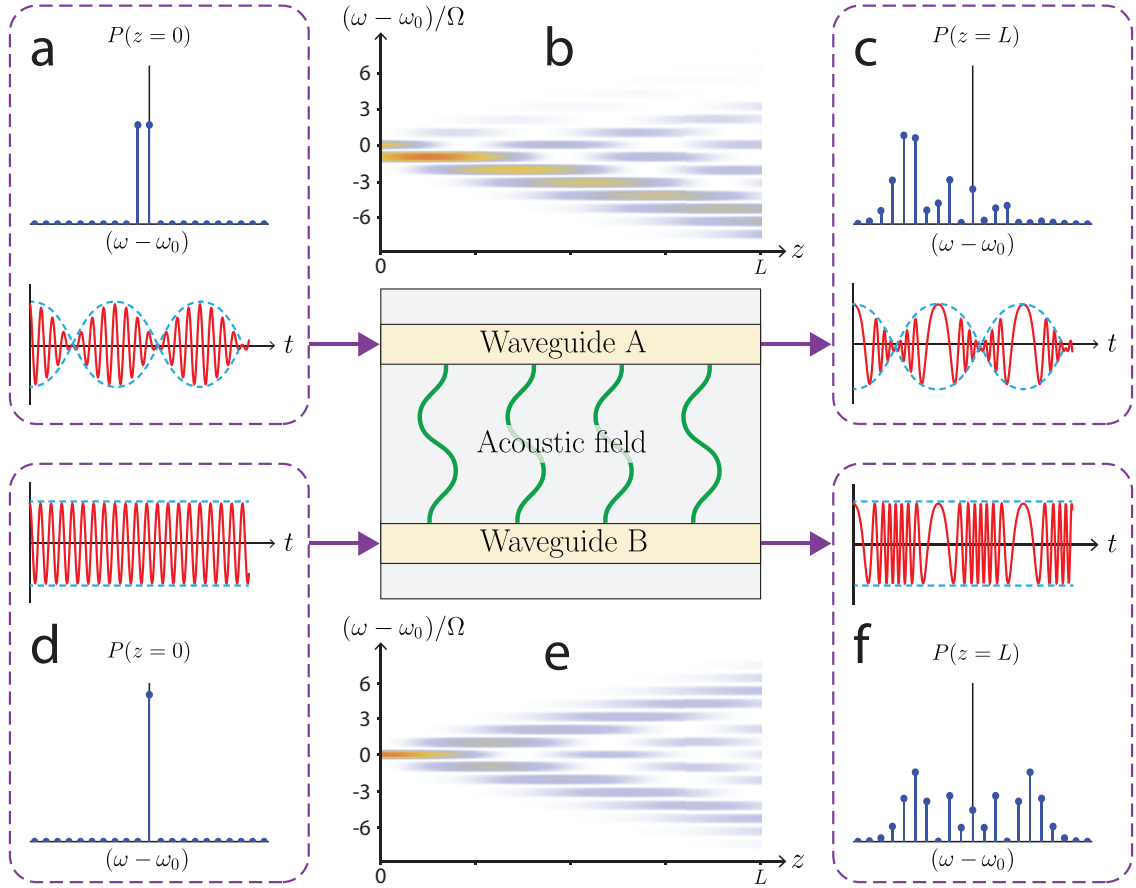 a
P(z = 0)
(ω − ω₀)
t
(ω − ω₀)/Ω
b
6
3
0
-3
-6
0
L
z
c
P(z = L)
(ω − ω₀)
t
Waveguide A
Acoustic field
Waveguide B
t
d
P(z = 0)
(ω − ω₀)
(ω − ω₀)/Ω
e
6
3
0
-3
-6
0
L
z
t
f
P(z = L)
(ω − ω₀)